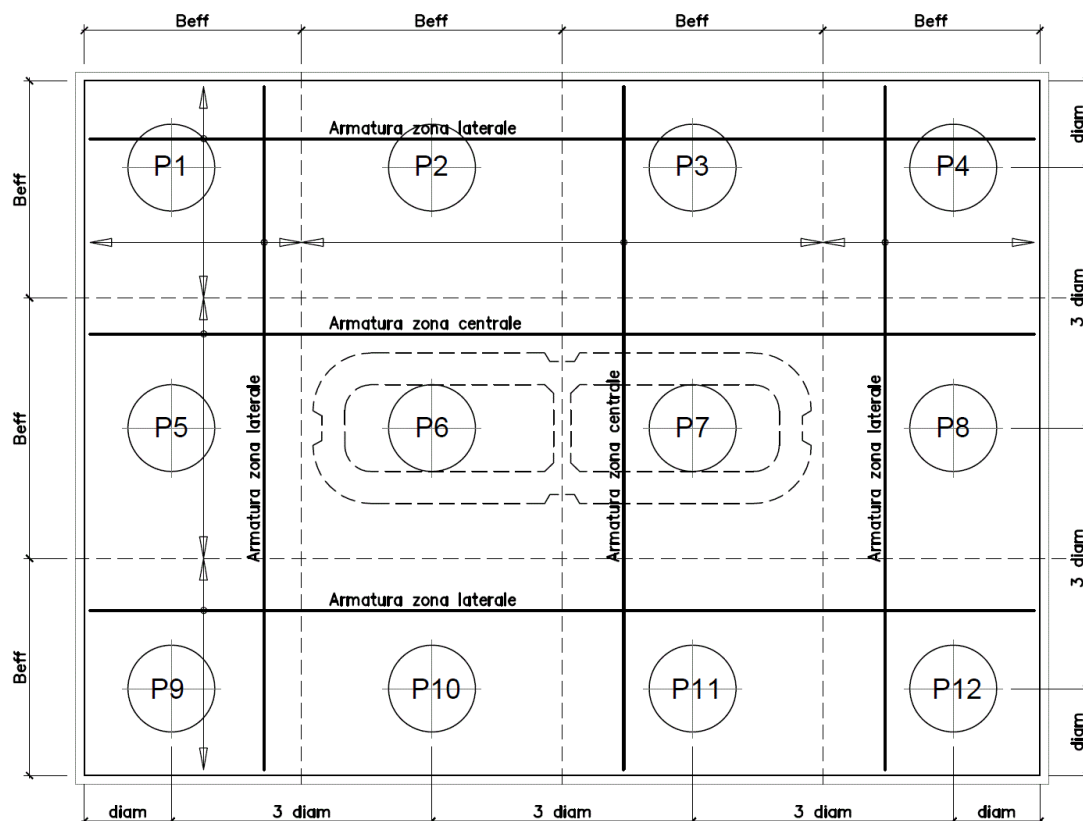 Beff Beff Beff Beff
Armatura zona laterale
diam
P1 P2 P3 P4
Beff
3 diam
Armatura zona centrale
Armatura zona laterale
Armatura zona centrale
Armatura zona laterale
P5 P6 P7 P8
Beff
3 diam
Armatura zona laterale
Beff
P9 P10 P11 P12
diam
diam 3 diam 3 diam 3 diam diam